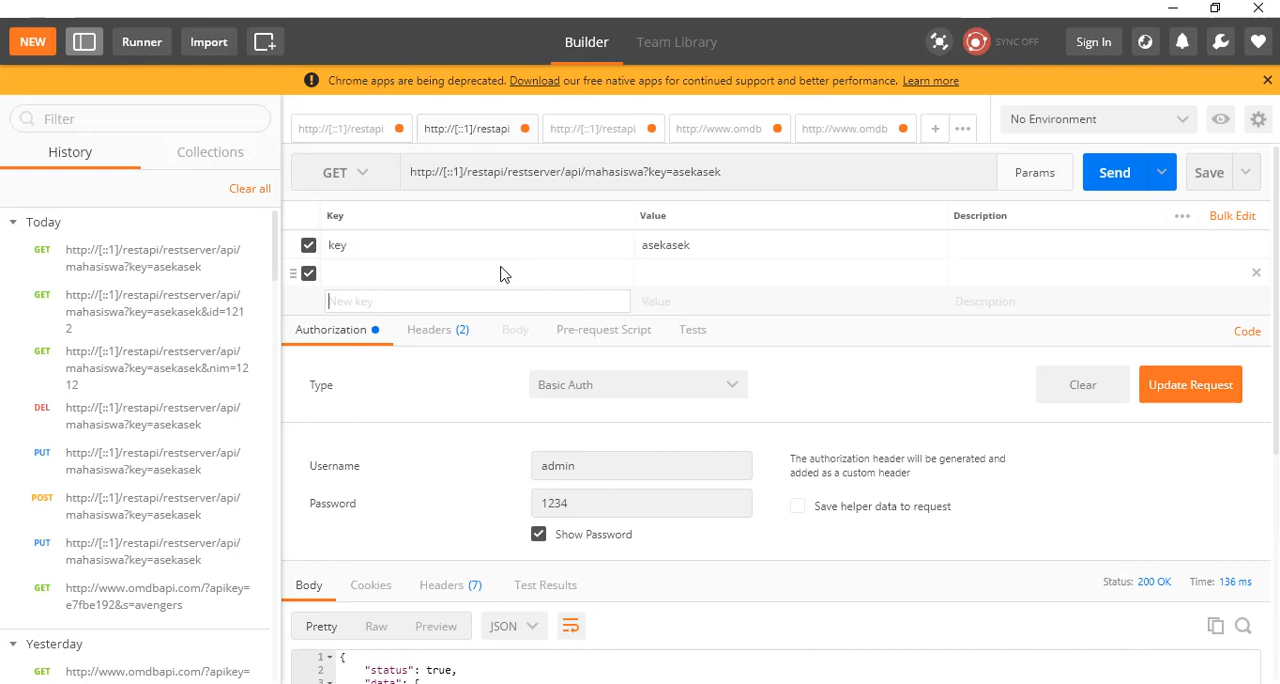 NEW
Runner
Import
Builder
Team Library
SYNC OFF
Sign In
Chrome apps are being deprecated. Download our free native apps for continued support and better performance. Learn more
Filter
History
Collections
Clear all
Today
GET http://[::1]/restapi/restserver/api/
mahasiswa?key=asekasek
GET http://[::1]/restapi/restserver/api/
mahasiswa?key=asekasek&id=121
2
GET http://[::1]/restapi/restserver/api/
mahasiswa?key=asekasek&nim=12
12
DEL http://[::1]/restapi/restserver/api/
mahasiswa?key=asekasek
PUT http://[::1]/restapi/restserver/api/
mahasiswa?key=asekasek
POST http://[::1]/restapi/restserver/api/
mahasiswa?key=asekasek
PUT http://[::1]/restapi/restserver/api/
mahasiswa?key=asekasek
GET http://www.omdbapi.com/?apikey=
e7fbe192&s=avengers
Yesterday
GET http://www.omdbapi.com/?apikey=
http://[::1]/restapi
http://[::1]/restapi
http://[::1]/restapi
http://www.omdb
http://www.omdb
No Environment
GET
http://[::1]/restapi/restserver/api/mahasiswa?key=asekasek
Params
Send
Save
Key
Value
Description
Bulk Edit
key
asekasek
New key
Value
Description
Authorization
Headers (2)
Body
Pre-request Script
Tests
Code
Type
Basic Auth
Clear
Update Request
Username
admin
The authorization header will be generated and
added as a custom header
Password
1234
Save helper data to request
Show Password
Body
Cookies
Headers (7)
Test Results
Status: 200 OK
Time: 136 ms
Pretty
Raw
Preview
JSON
1 {
2 "status": true,
3 "data": [